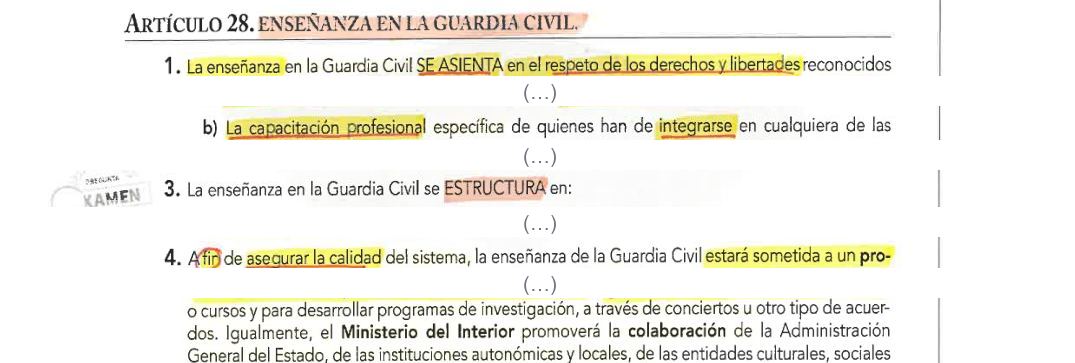 ARTÍCULO 28. ENSEÑANZA EN LA GUARDIA CIVIL.
1. La enseñanza en la Guardia Civil SE ASIENTA en el respeto de los derechos y libertades reconocidos
(...)
b) La capacitación profesional específica de quienes han de integrarse en cualquiera de las
(...)
PREGUNTA
XAMEN
3. La enseñanza en la Guardia Civil se ESTRUCTURA en:
(...)
4. A fin de asegurar la calidad del sistema, la enseñanza de la Guardia Civil estará sometida a un pro-
(...)
o cursos y para desarrollar programas de investigación, a través de conciertos u otro tipo de acuer-
dos. Igualmente, el Ministerio del Interior promoverá la colaboración de la Administración
General del Estado, de las instituciones autonómicas y locales, de las entidades culturales, sociales